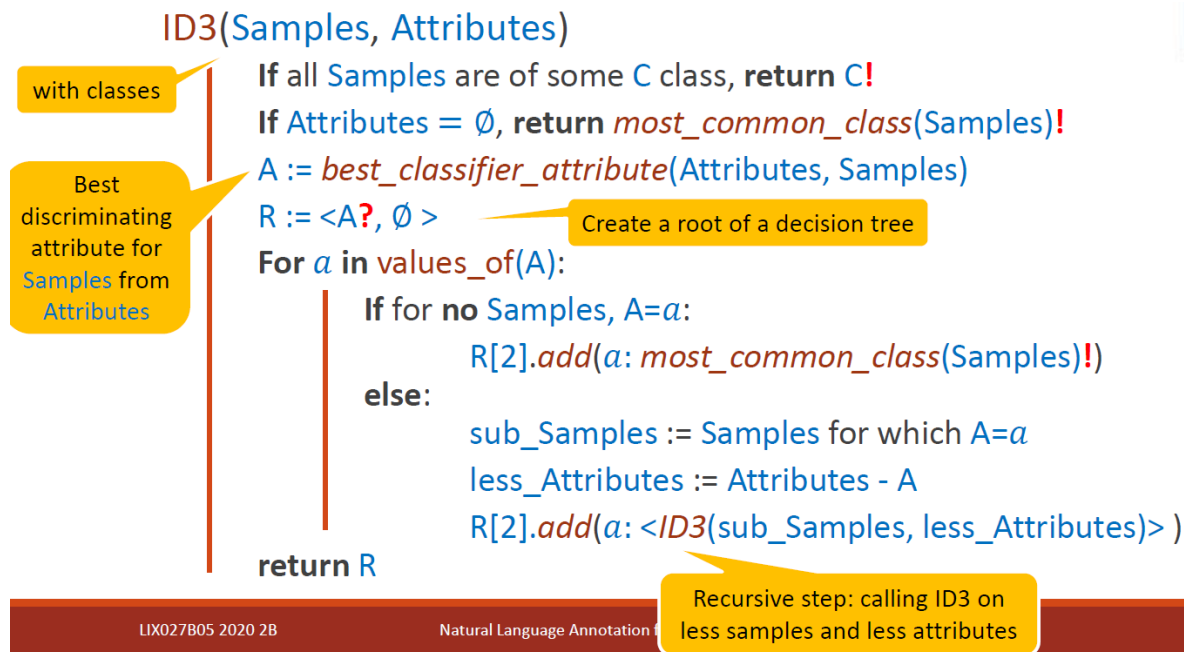 ID3(Samples, Attributes)
with classes
If all Samples are of some C class, return C!
If Attributes = ∅, return most_common_class(Samples)!
Best
discriminating
attribute for
Samples from
Attributes
A := best_classifier_attribute(Attributes, Samples)
R := <A?, ∅ >
Create a root of a decision tree
For a in values_of(A):
If for no Samples, A=a:
R[2].add(a: most_common_class(Samples)!)
else:
sub_Samples := Samples for which A=a
less_Attributes := Attributes - A
R[2].add(a: <ID3(sub_Samples, less_Attributes)> )
return R
Recursive step: calling ID3 on
less samples and less attributes
LIX027B05 2020 2B
Natural Language Annotation